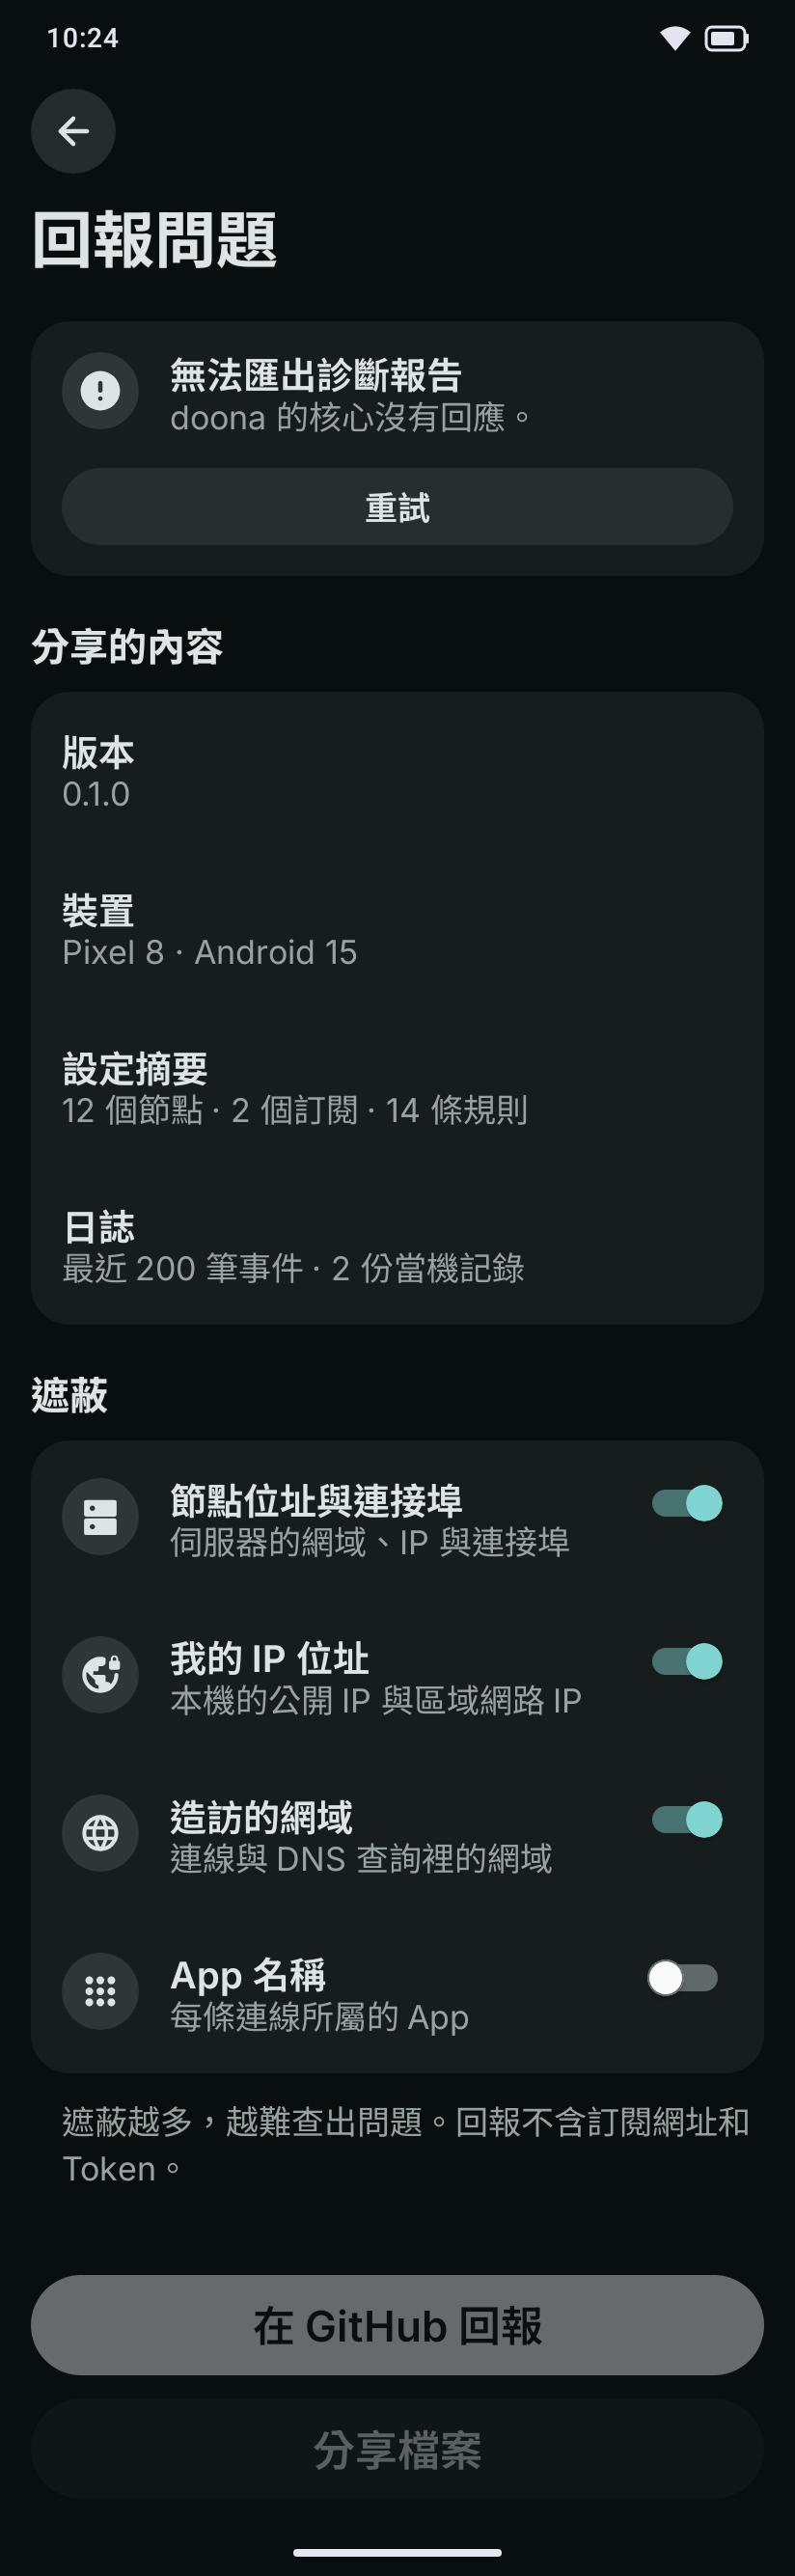 10:24
回報問題
無法匯出診斷報告
doona 的核心沒有回應。
重試
分享的內容
版本
0.1.0
裝置
Pixel 8 · Android 15
設定摘要
12 個節點 · 2 個訂閱 · 14 條規則
日誌
最近 200 筆事件 · 2 份當機記錄
遮蔽
節點位址與連接埠
伺服器的網域、IP 與連接埠
我的 IP 位址
本機的公開 IP 與區域網路 IP
造訪的網域
連線與 DNS 查詢裡的網域
App 名稱
每條連線所屬的 App
遮蔽越多，越難查出問題。回報不含訂閱網址和
Token。
在 GitHub 回報
分享檔案